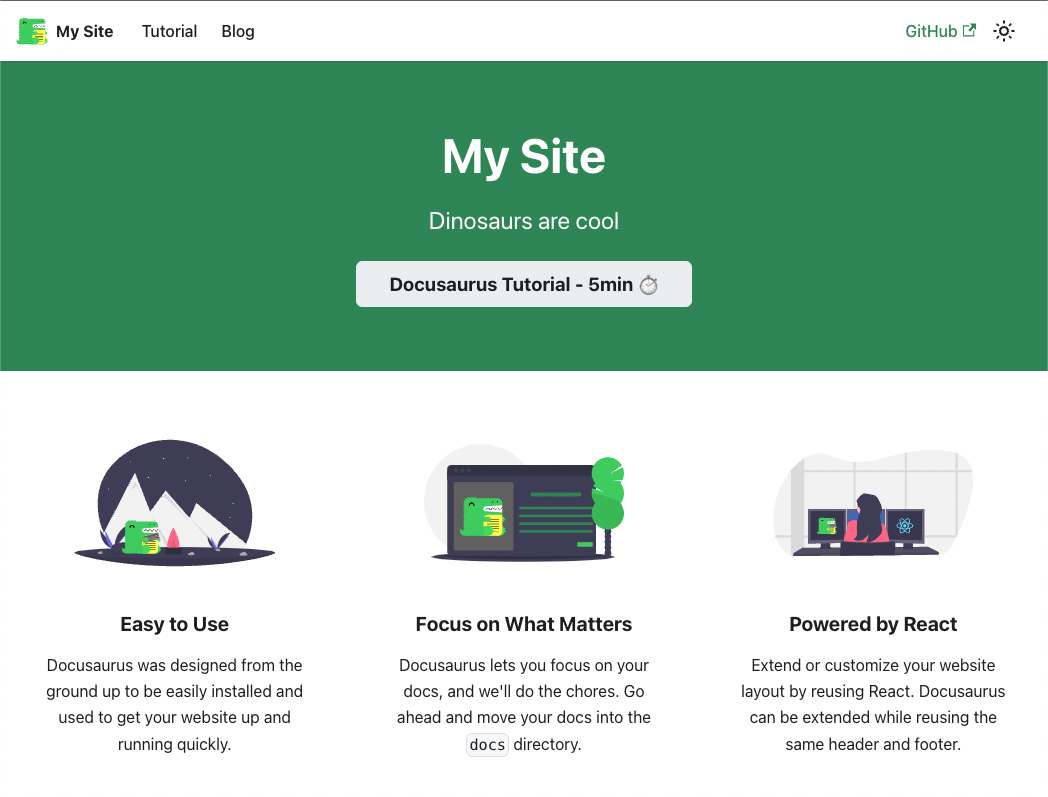 My Site Tutorial Blog GitHub
My Site
Dinosaurs are cool
Docusaurus Tutorial - 5min ⏱️
Easy to Use
Docusaurus was designed from the
ground up to be easily installed and
used to get your website up and
running quickly.
Focus on What Matters
Docusaurus lets you focus on your
docs, and we'll do the chores. Go
ahead and move your docs into the
docs directory.
Powered by React
Extend or customize your website
layout by reusing React. Docusaurus
can be extended while reusing the
same header and footer.